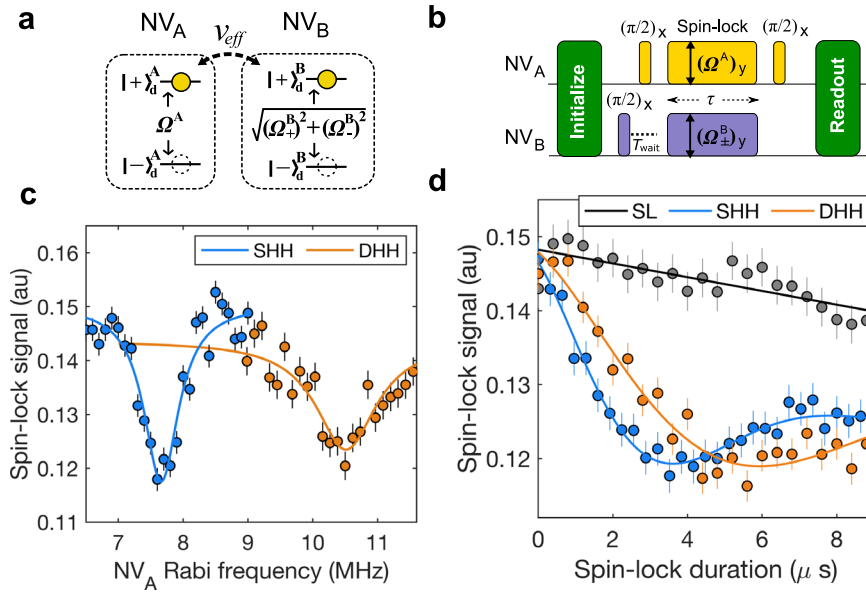 a
NV_A ν_eff NV_B
|+⟩_d^A |+⟩_d^B
Ω^A √((Ω_+^B)^2+(Ω_-^B)^2)
|−⟩_d^A |−⟩_d^B
b
(π/2)_x Spin-lock (π/2)_x
NV_A (Ω^A)_y
Initialize
Readout
(π/2)_x τ
NV_B T_wait (Ω_±^B)_y
c
SHH DHH
Spin-lock signal (au)
0.16
0.15
0.14
0.13
0.12
0.11
7 8 9 10 11
NV_A Rabi frequency (MHz)
d
SL SHH DHH
Spin-lock signal (au)
0.15
0.14
0.13
0.12
0 2 4 6 8
Spin-lock duration (μ s)